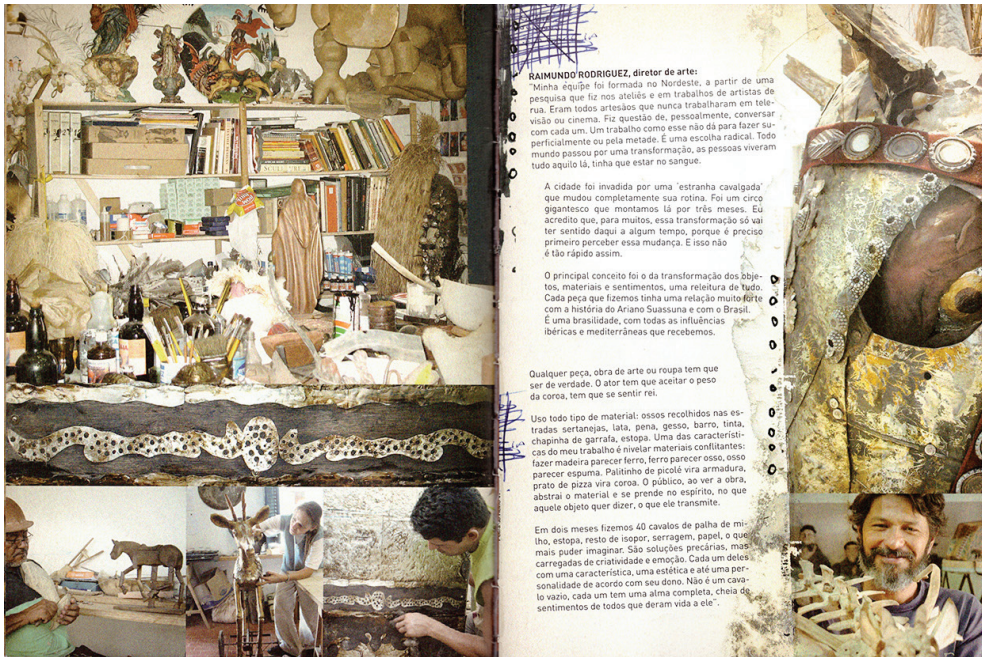 RAIMUNDO RODRIGUEZ, diretor de arte:
"Minha equipe foi formada no Nordeste, a partir de uma
pesquisa que fiz nos ateliês e em trabalhos de artistas de
rua. Eram todos artesãos que nunca trabalharam em tele-
visão ou cinema. Fiz questão de, pessoalmente, conversar
com cada um. Um trabalho como esse não dá para fazer su-
perficialmente ou pela metade. É uma escolha radical. Todo
mundo passou por uma transformação, as pessoas viveram
tudo aquilo lá, tinha que estar no sangue.
A cidade foi invadida por uma 'estranha cavalgada'
que mudou completamente sua rotina. Foi um circo
gigantesco que montamos lá por três meses. Eu
acredito que, para muitos, essa transformação só vai
ter sentido daqui a algum tempo, porque é preciso
primeiro perceber essa mudança. E isso não
é tão rápido assim.
O principal conceito foi o da transformação dos obje-
tos, materiais e sentimentos, uma releitura de tudo.
Cada peça que fizemos tinha uma relação muito forte
com a história do Ariano Suassuna e com o Brasil.
É uma brasilidade, com todas as influências
ibéricas e mediterrâneas que recebemos.
Qualquer peça, obra de arte ou roupa tem que
ser de verdade. O ator tem que aceitar o peso
da coroa, tem que se sentir rei.
Uso todo tipo de material: ossos recolhidos nas es-
tradas sertanejas, lata, pena, gesso, barro, tinta,
chapinha de garrafa, estopa. Uma das característi-
cas do meu trabalho é nivelar materiais conflitantes:
fazer madeira parecer ferro, ferro parecer osso, osso
parecer espuma. Palitinho de picolé vira armadura,
prato de pizza vira coroa. O público, ao ver a obra,
abstrai o material e se prende no espírito, no que
aquele objeto quer dizer, o que ele transmite.
Em dois meses fizemos 40 cavalos de palha de mi-
lho, estopa, resto de isopor, serragem, papel, o que
mais puder imaginar. São soluções precárias, mas
carregadas de criatividade e emoção. Cada um deles
com uma característica, uma estética e até uma per-
sonalidade de acordo com seu dono. Não é um cava-
lo vazio, cada um tem uma alma completa, cheia de
sentimentos de todos que deram vida a ele".